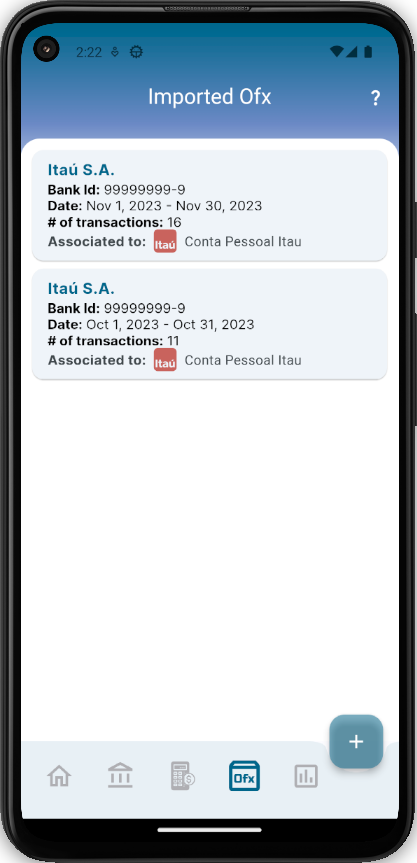 2:22
Imported Ofx
?
Itaú S.A.
Bank Id: 99999999-9
Date: Nov 1, 2023 - Nov 30, 2023
# of transactions: 16
Associated to: Itaú Conta Pessoal Itau
Itaú S.A.
Bank Id: 99999999-9
Date: Oct 1, 2023 - Oct 31, 2023
# of transactions: 11
Associated to: Itaú Conta Pessoal Itau
+
Ofx